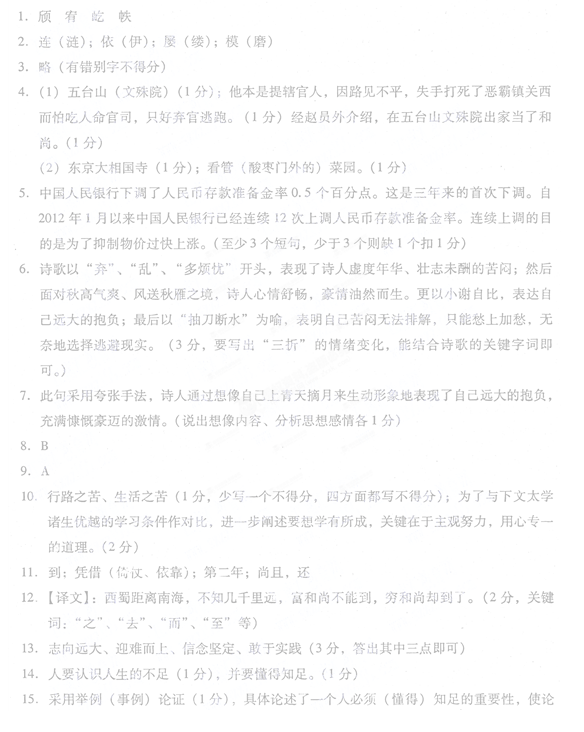 1. 颀 宥 屹 帙
2. 连（涟）；依（伊）；屡（缕）；模（磨）
3. 略（有错别字不得分）
4. （1）五台山（文殊院）（1分）；他本是提辖官人，因路见不平，失手打死了恶霸镇关西
而怕吃人命官司，只好弃官逃跑。（1分）经赵员外介绍，在五台山文殊院出家当了和
尚。（1分）
（2）东京大相国寺（1分）；看管（酸枣门外的）菜园。（1分）
5. 中国人民银行下调了人民币存款准备金率0.5个百分点。这是三年来的首次下调。自
2012年1月以来中国人民银行已经连续12次上调人民币存款准备金率。连续上调的目
的是为了抑制物价过快上涨。（至少3个短句，少于3个则缺1个扣1分）
6. 诗歌以“弃”、“乱”、“多烦忧”开头，表现了诗人虚度年华、壮志未酬的苦闷；然后
面对秋高气爽、风送秋雁之境，诗人心情舒畅，豪情油然而生。更以小谢自比，表达自
己远大的抱负；最后以“抽刀断水”为喻，表明自己苦闷无法排解，只能愁上加愁，无
奈地选择逃避现实。（3分，要写出“三折”的情绪变化，能结合诗歌的关键字词即
可。）
7. 此句采用夸张手法，诗人通过想像自己上青天摘月来生动形象地表现了自己远大的抱负，
充满慷慨豪迈的激情。（说出想像内容、分析思想感情各1分）
8. B
9. A
10. 行路之苦、生活之苦（1分，少写一个不得分，四方面都写不得分）；为了与下文太学
诸生优越的学习条件作对比，进一步阐述要想学有所成，关键在于主观努力，用心专一
的道理。（2分）
11. 到；凭借（倚仗、依靠）；第二年；尚且，还
12. 【译文】：西蜀距离南海，不知几千里远，富和尚不能到，穷和尚却到了。（2分，关键
词：“之”、“去”、“而”、“至”等）
13. 志向远大、迎难而上、信念坚定、敢于实践（3分，答出其中三点即可）
14. 人要认识人生的不足（1分），并要懂得知足。（1分）
15. 采用举例（事例）论证（1分），具体论述了一个人必须（懂得）知足的重要性，使论